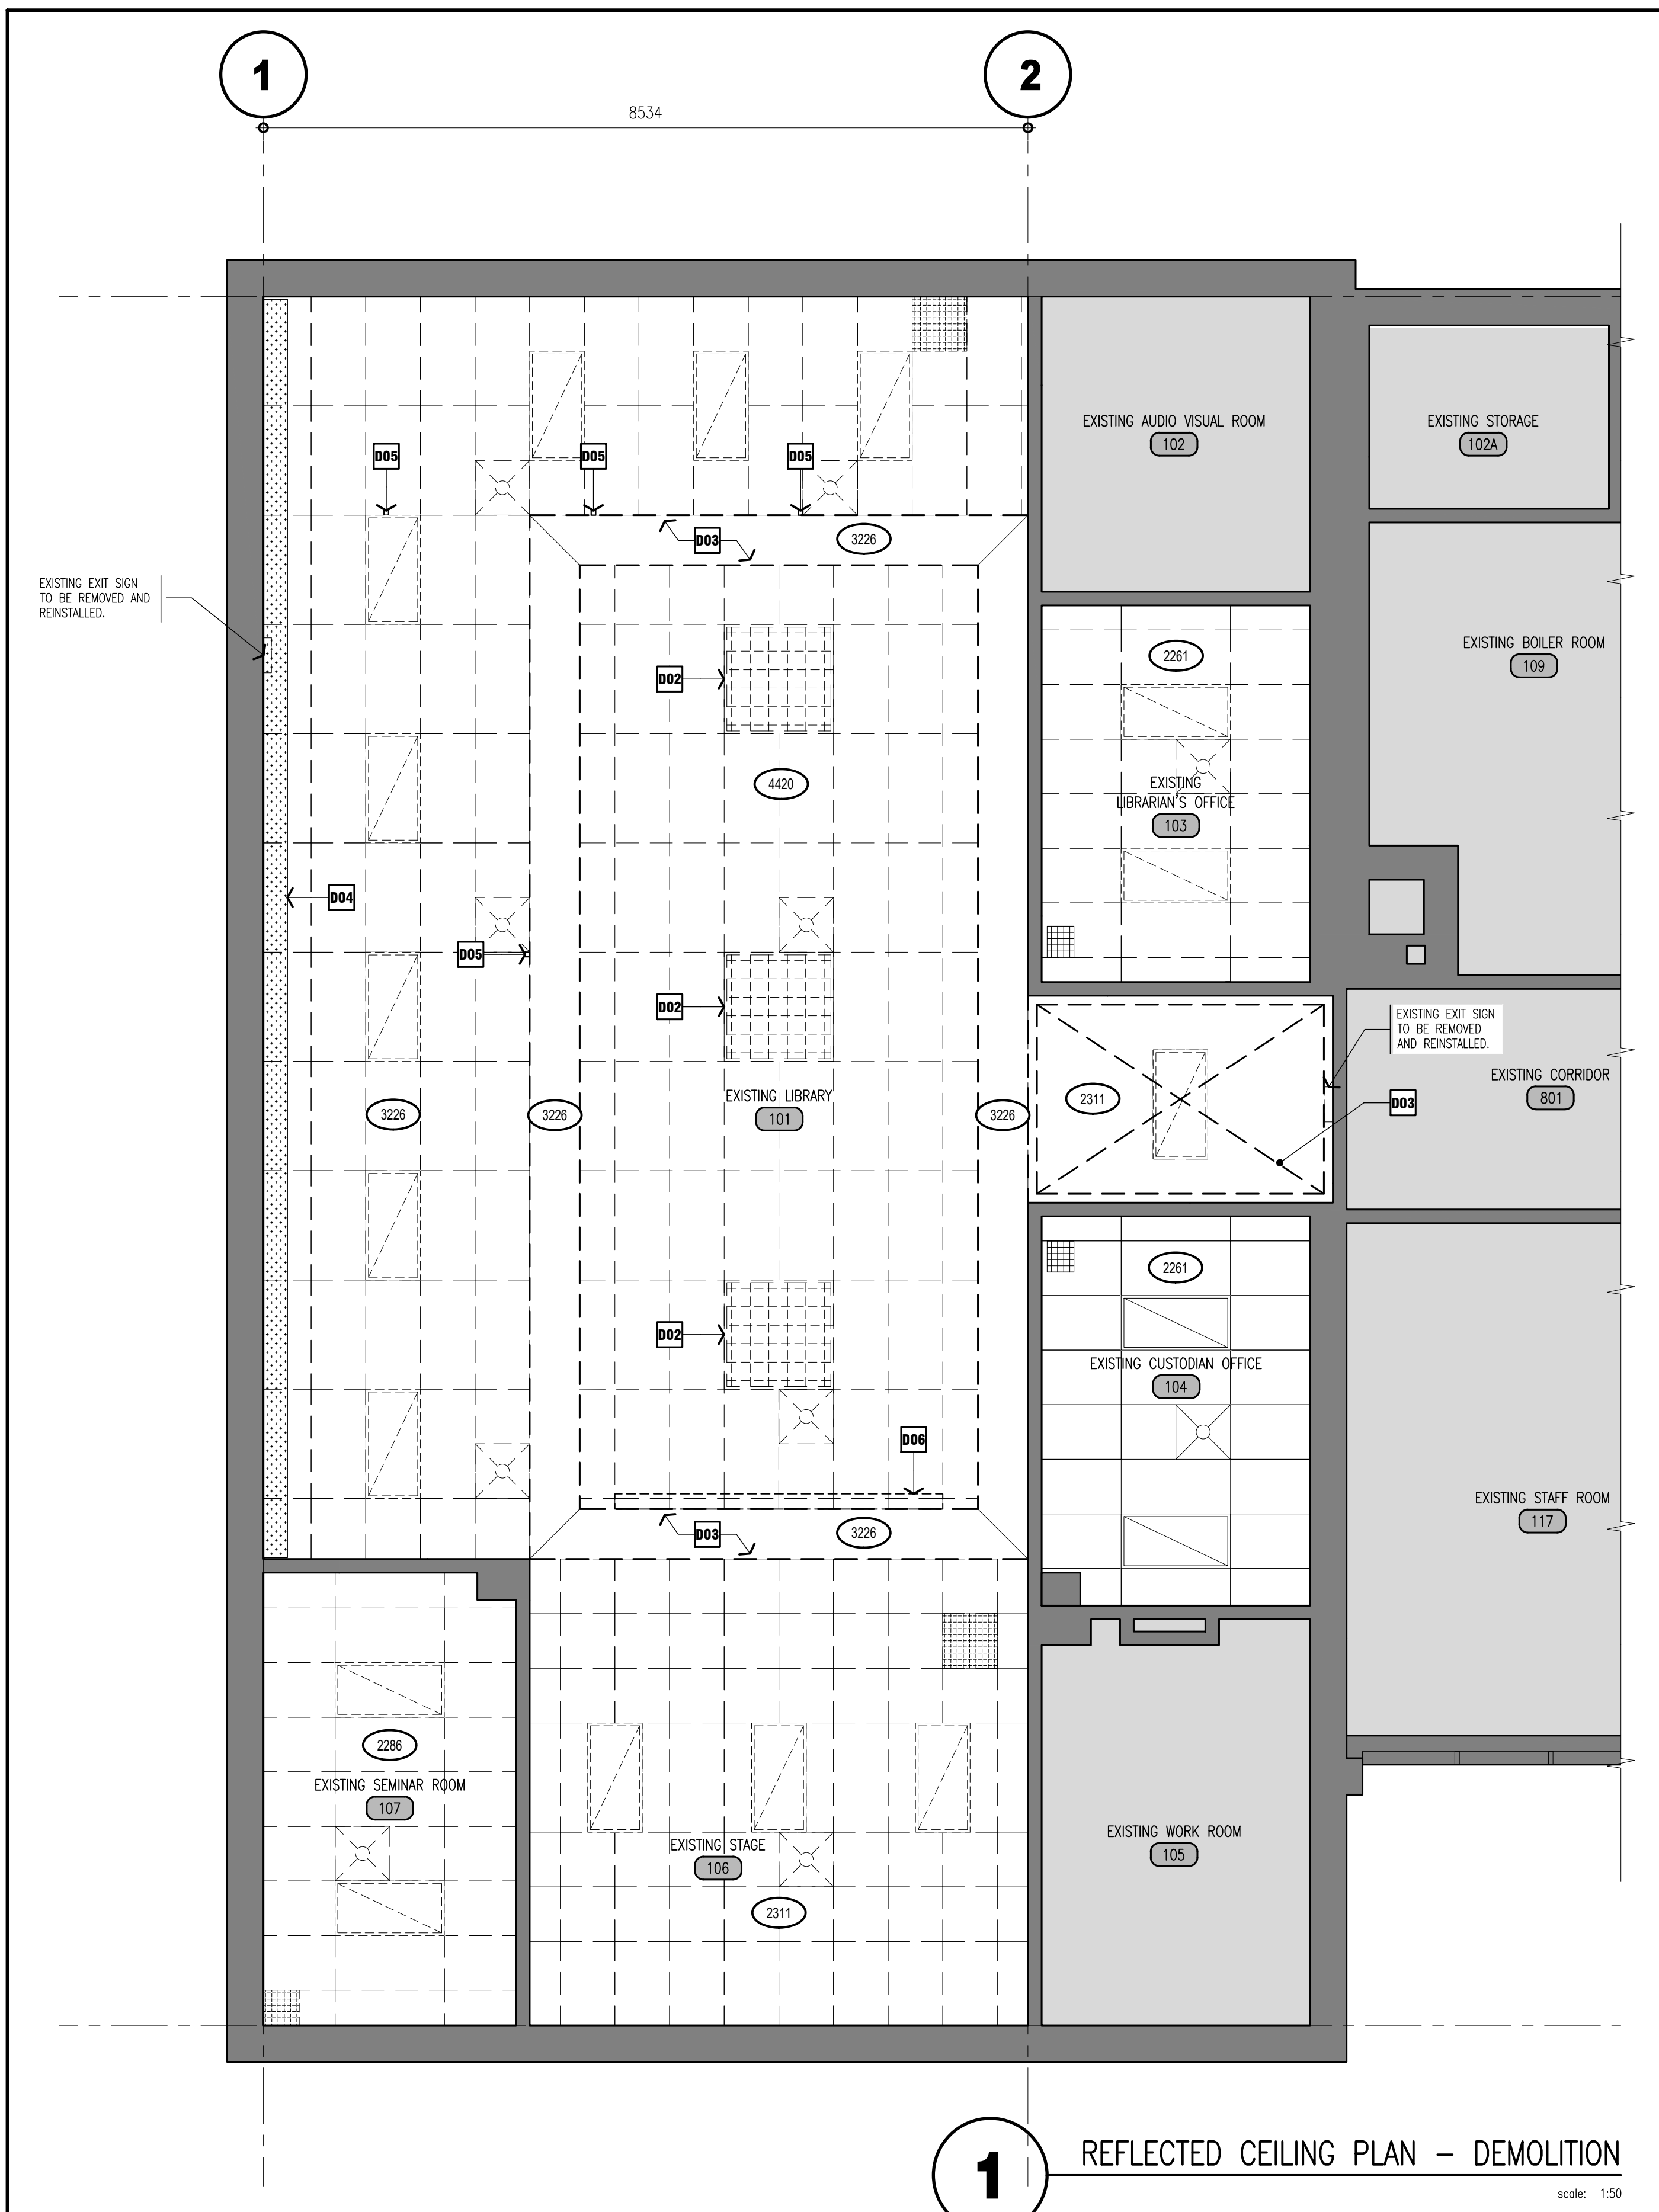 1
2
8534
EXISTING AUDIO VISUAL ROOM
102
EXISTING STORAGE
102A
D05
D05
D05
D03
3226
EXISTING EXIT SIGN
TO BE REMOVED AND
REINSTALLED.
2261
EXISTING BOILER ROOM
109
D02
4420
EXISTING
LIBRARIAN'S OFFICE
103
D04
D05
D02
EXISTING EXIT SIGN
TO BE REMOVED
AND REINSTALLED.
EXISTING CORRIDOR
801
D03
2311
EXISTING LIBRARY
101
3226
3226
3226
2261
D02
EXISTING CUSTODIAN OFFICE
104
D06
EXISTING STAFF ROOM
117
D03
3226
2286
EXISTING SEMINAR ROOM
107
EXISTING STAGE
106
2311
EXISTING WORK ROOM
105
1
REFLECTED CEILING PLAN – DEMOLITION
scale: 1:50